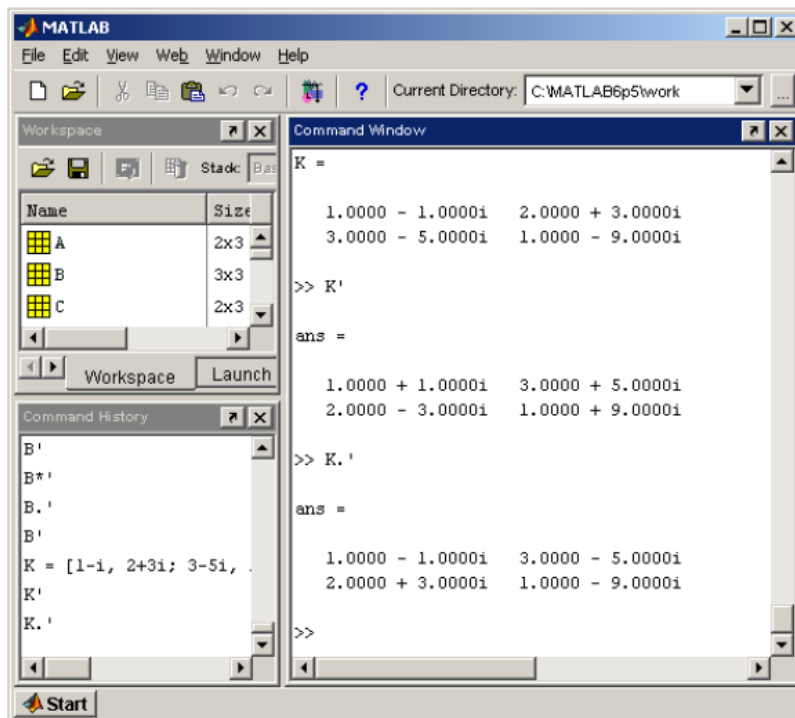 MATLAB
File Edit View Web Window Help
Current Directory: C:\MATLAB6p5\work ...
Workspace
Stack: Bas
Name Size
A 2x3
B 3x3
C 2x3
Workspace Launch
Command History
B'
B*'
B.'
B'
K = [1-i, 2+3i; 3-5i, .
K'
K.'
Command Window
K =
1.0000 - 1.0000i 2.0000 + 3.0000i
3.0000 - 5.0000i 1.0000 - 9.0000i
>> K'
ans =
1.0000 + 1.0000i 3.0000 + 5.0000i
2.0000 - 3.0000i 1.0000 + 9.0000i
>> K.'
ans =
1.0000 - 1.0000i 3.0000 - 5.0000i
2.0000 + 3.0000i 1.0000 - 9.0000i
>>
Start